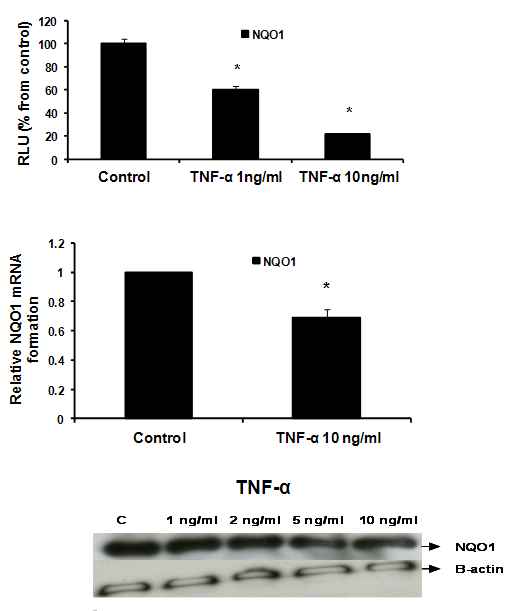 RLU (% from control)
120
100
80
60
40
20
0
NQO1
*
*
Control
TNF-α 1ng/ml
TNF-α 10ng/ml
Relative NQO1 mRNA
formation
1.2
1
0.8
0.6
0.4
0.2
0
NQO1
*
Control
TNF-α 10 ng/ml
TNF-α
C 1 ng/ml 2 ng/ml 5 ng/ml 10 ng/ml
NQO1
B-actin